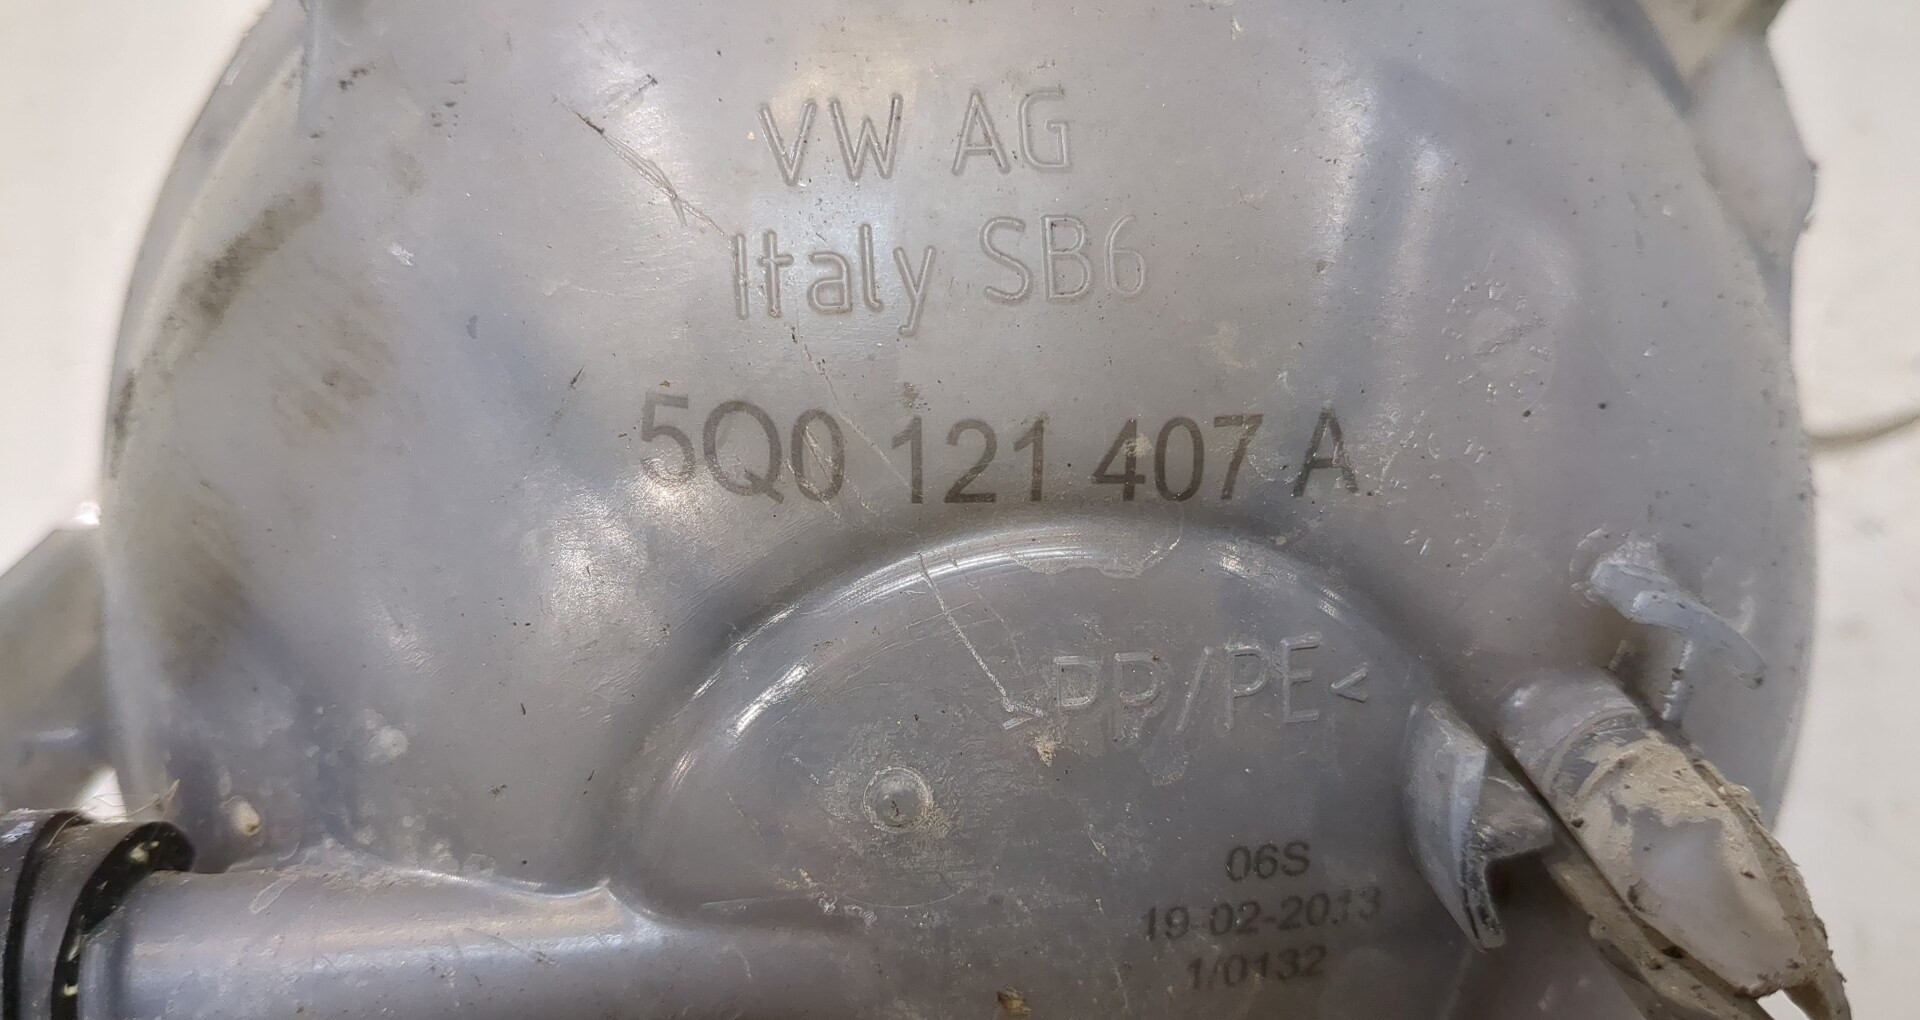 VW AG
Italy SB6
5Q0 121 407 A
>PP/PE<
06S
19-02-2013
1/0132